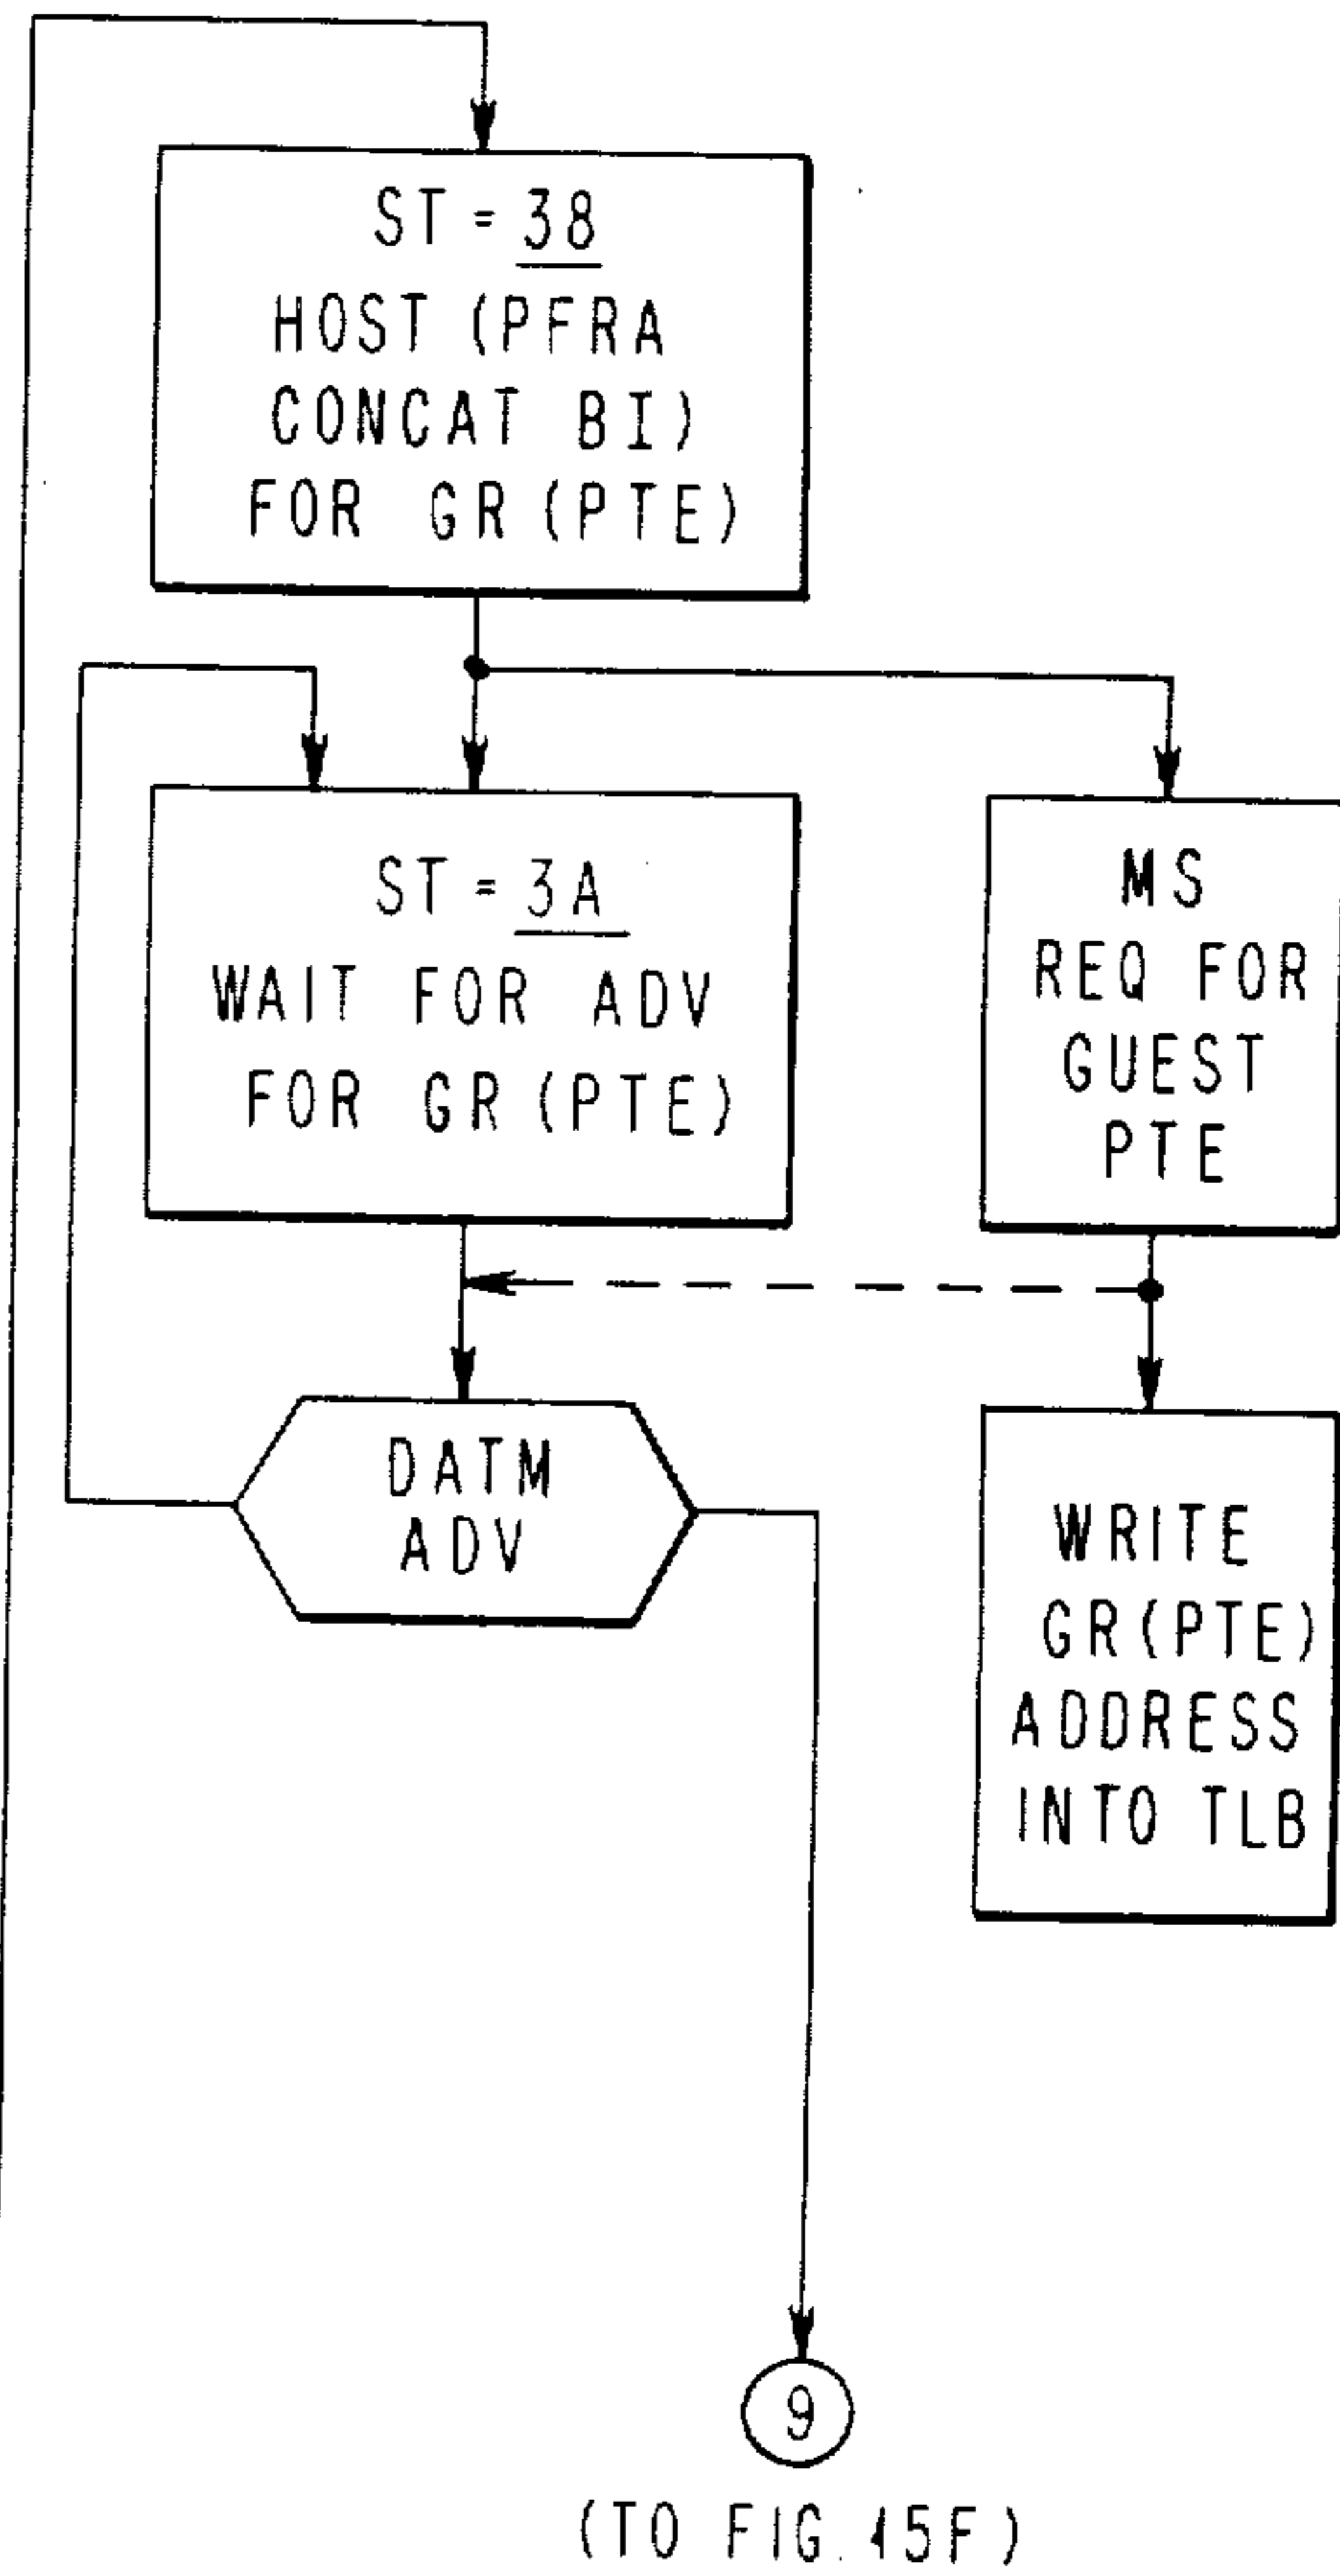 ST = 38
HOST (PFRA
CONCAT BI)
FOR GR (PTE)
ST = 3A
WAIT FOR ADV
FOR GR (PTE)
MS
REQ FOR
GUEST
PTE
DATM
ADV
WRITE
GR(PTE)
ADDRESS
INTO TLB
9
(TO FIG. 15F)